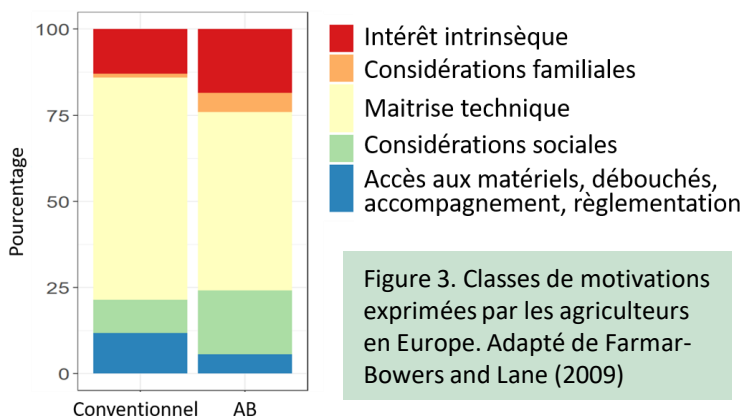 100
75
50
25
0
Pourcentage
Conventionnel
AB
Intérêt intrinsèque
Considérations familiales
Maitrise technique
Considérations sociales
Accès aux matériels, débouchés,
accompagnement, règlementation
Figure 3. Classes de motivations
exprimées par les agriculteurs
en Europe. Adapté de Farmar-
Bowers and Lane (2009)